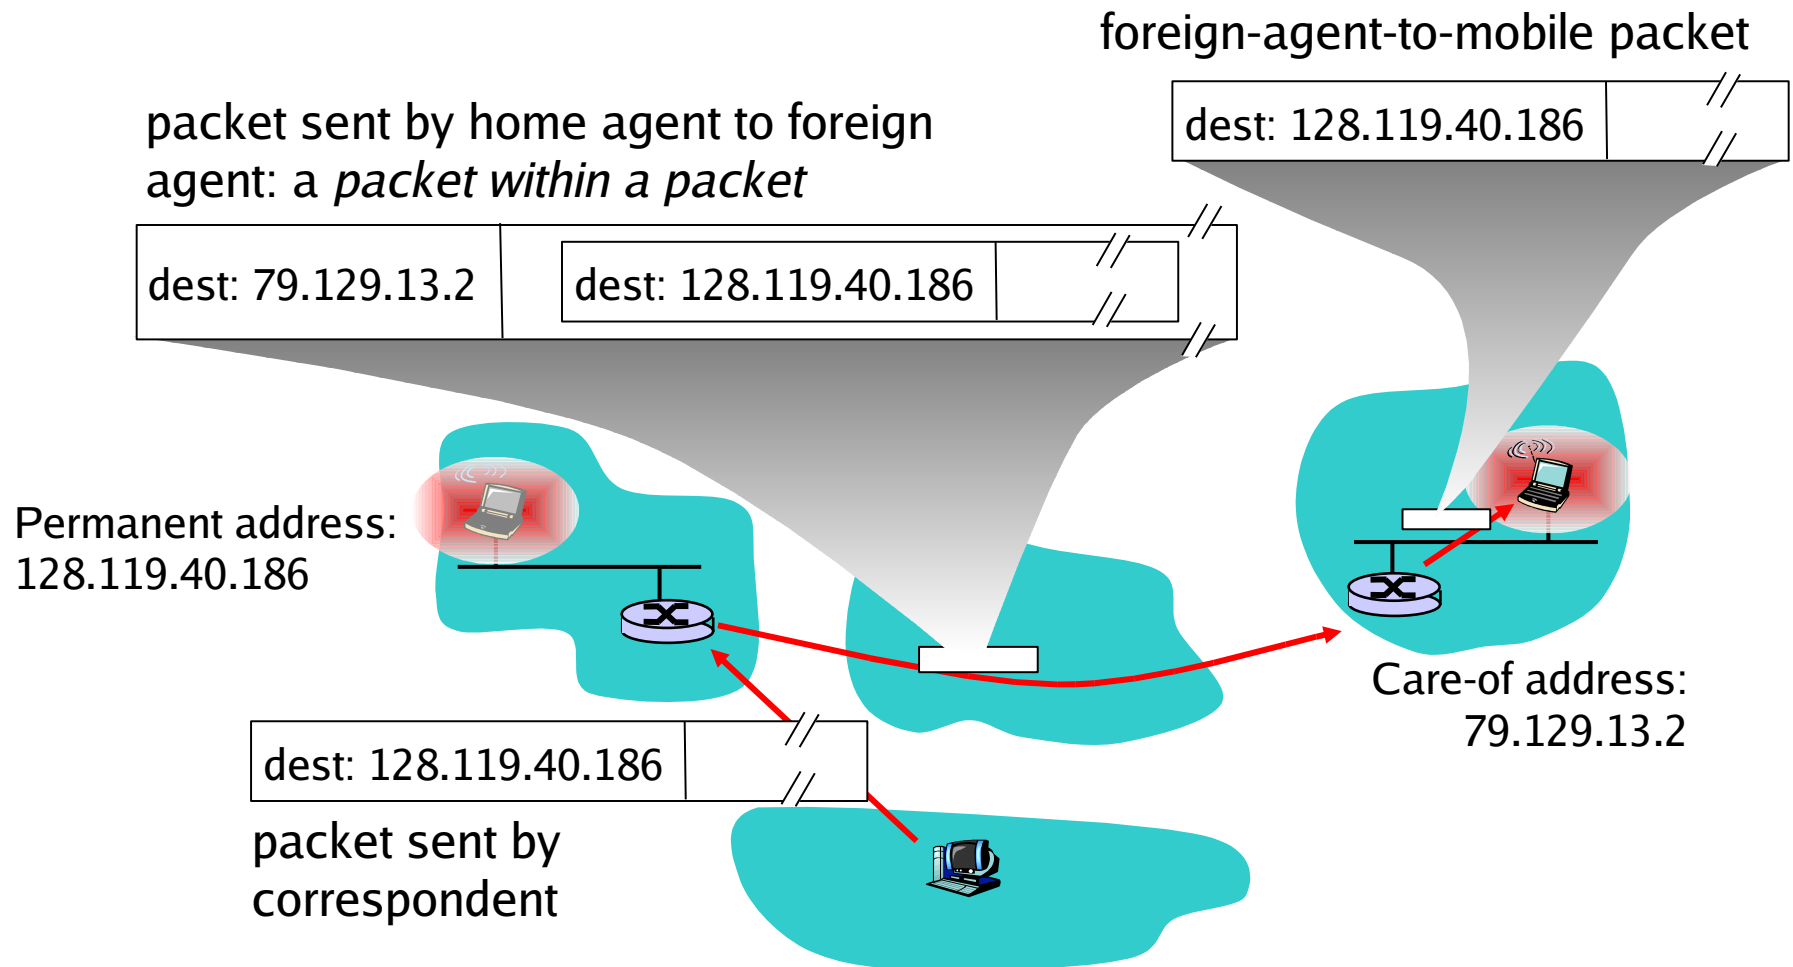 foreign-agent-to-mobile packet
dest: 128.119.40.186
packet sent by home agent to foreign
agent: a packet within a packet
dest: 79.129.13.2
dest: 128.119.40.186
Permanent address:
128.119.40.186
Care-of address:
79.129.13.2
dest: 128.119.40.186
packet sent by
correspondent